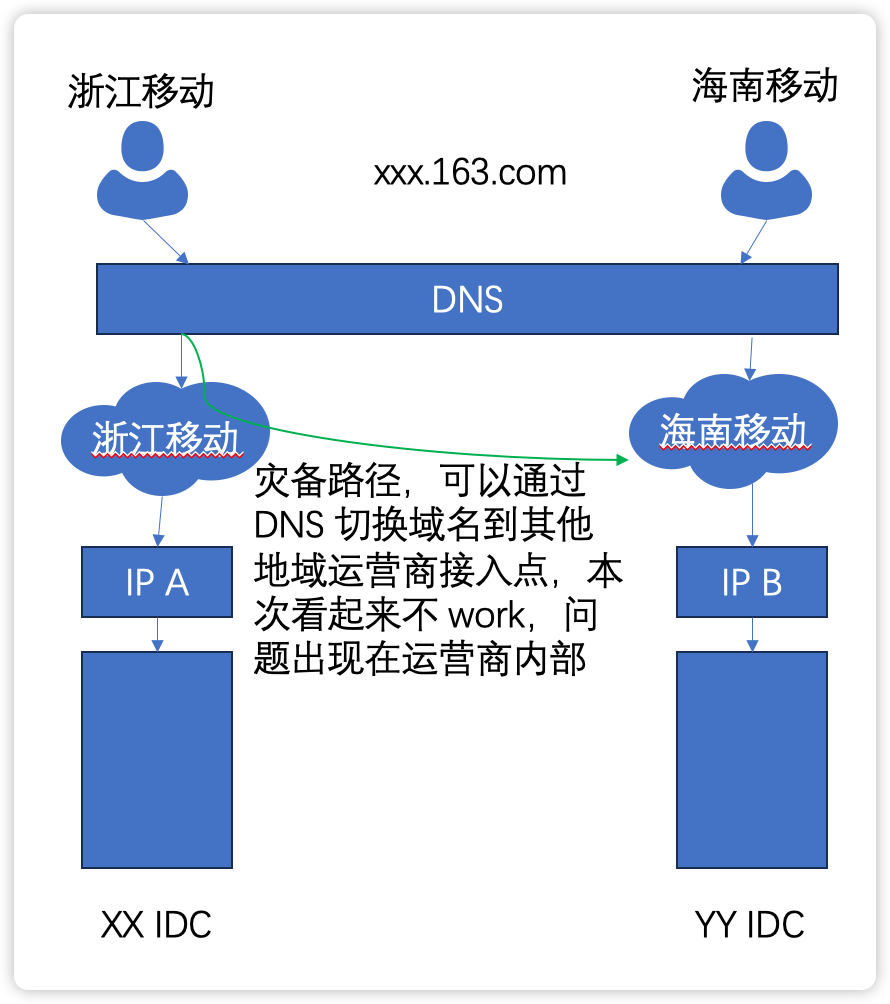 浙江移动
海南移动
xxx.163.com
DNS
浙江移动
海南移动
灾备路径，可以通过
DNS 切换域名到其他
地域运营商接入点，本
次看起来不 work，问
题出现在运营商内部
IP A
IP B
XX IDC
YY IDC